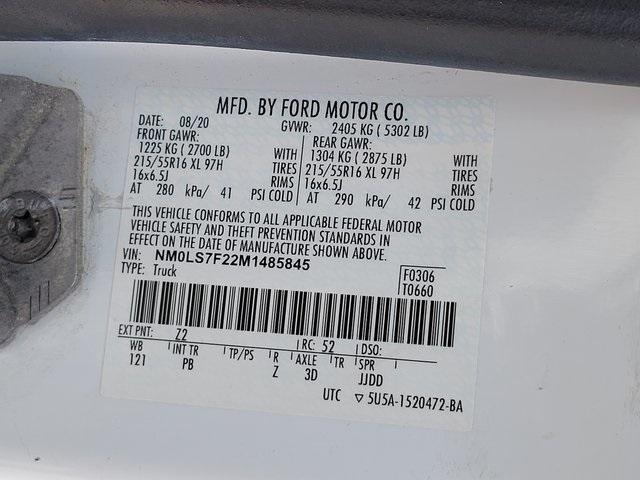 MFD. BY FORD MOTOR CO.
DATE: 08/20 GVWR: 2405 KG ( 5302 LB)
FRONT GAWR: REAR GAWR:
1225 KG ( 2700 LB) WITH 1304 KG ( 2875 LB) WITH
215/55R16 XL 97H TIRES 215/55R16 XL 97H TIRES
16x6.5J RIMS 16x6.5J RIMS
AT 280 kPa/ 41 PSI COLD AT 290 kPa/ 42 PSI COLD
THIS VEHICLE CONFORMS TO ALL APPLICABLE FEDERAL MOTOR
VEHICLE SAFETY AND THEFT PREVENTION STANDARDS IN
EFFECT ON THE DATE OF MANUFACTURE SHOWN ABOVE.
VIN: NM0LS7F22M1485845
TYPE: Truck
F0306
T0660
EXT PNT: Z2 RC: 52 DSO:
WB INT TR TP/PS R AXLE TR SPR
121 PB Z 3D JJDD
UTC ▽ 5U5A-1520472-BA